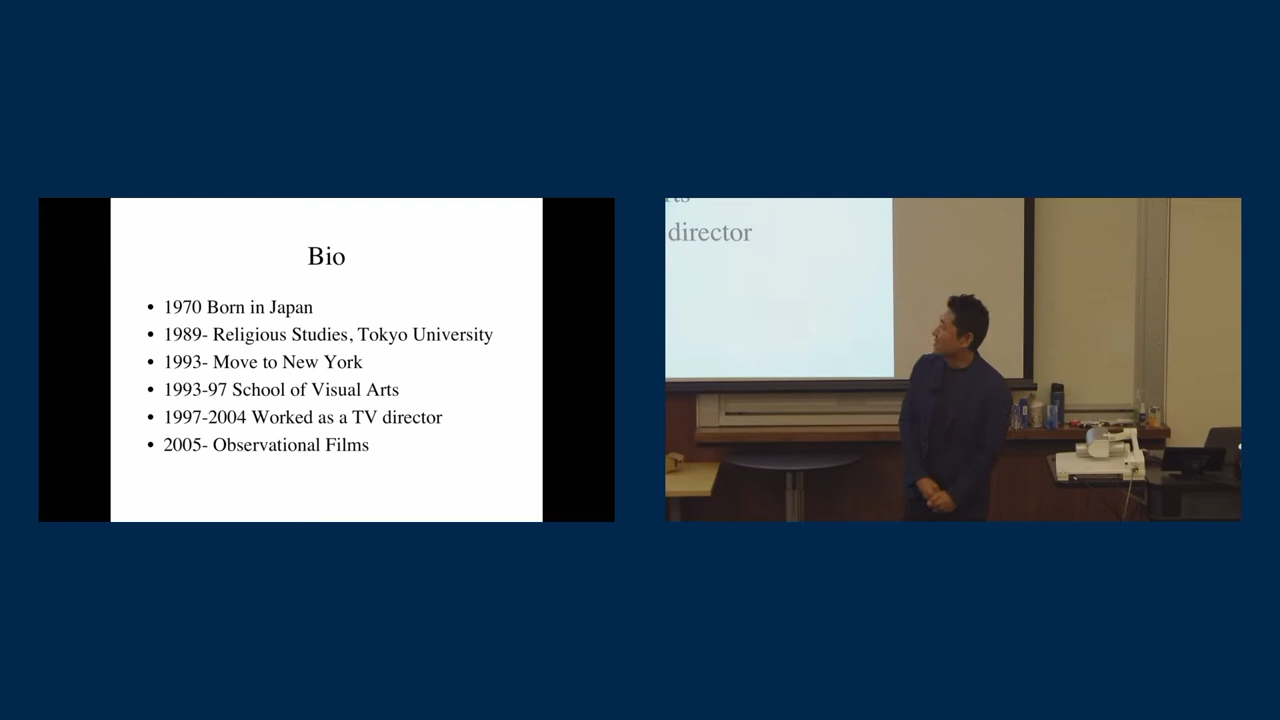 Bio
• 1970 Born in Japan
• 1989- Religious Studies, Tokyo University
• 1993- Move to New York
• 1993-97 School of Visual Arts
• 1997-2004 Worked as a TV director
• 2005- Observational Films
director